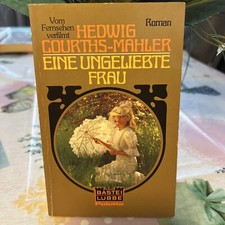 Vom
Fernsehen
verfilmt
Roman
HEDWIG
COURTHS-MAHLER
EINE UNGELIEBTE
FRAU
BASTEI
LÜBBE